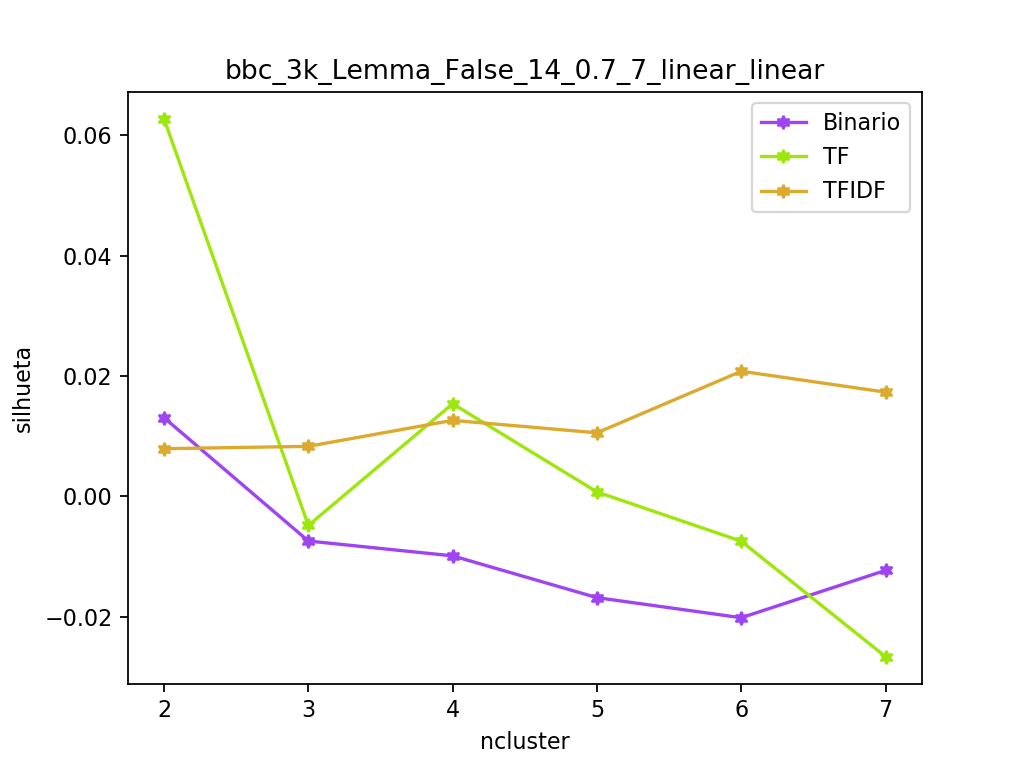 bbc_3k_Lemma_False_14_0.7_7_linear_linear
Binario
TF
TFIDF
silhueta
0.06
0.04
0.02
0.00
−0.02
2 3 4 5 6 7
ncluster